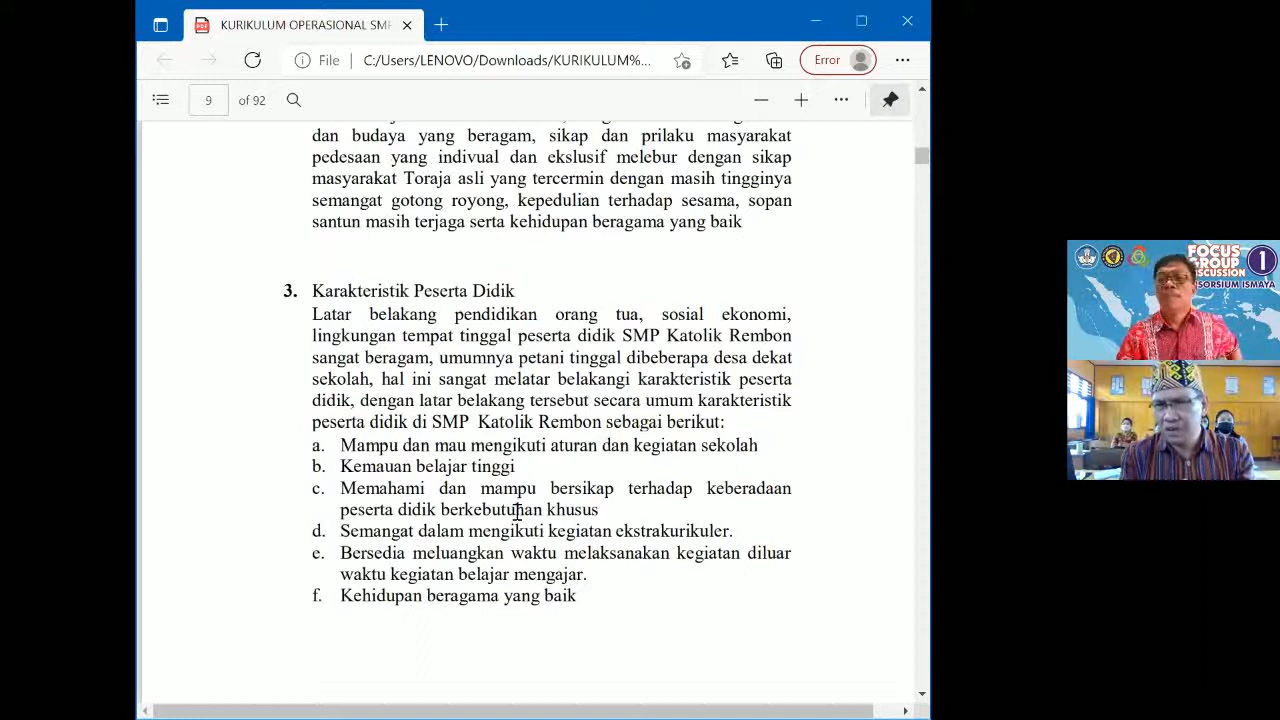 KURIKULUM OPERASIONAL SMP
File
C:/Users/LENOVO/Downloads/KURIKULUM%...
Error
9 of 92
dan budaya yang beragam, sikap dan prilaku masyarakat
pedesaan yang indivual dan ekslusif melebur dengan sikap
masyarakat Toraja asli yang tercermin dengan masih tingginya
semangat gotong royong, kepedulian terhadap sesama, sopan
santun masih terjaga serta kehidupan beragama yang baik
3. Karakteristik Peserta Didik
Latar belakang pendidikan orang tua, sosial ekonomi,
lingkungan tempat tinggal peserta didik SMP Katolik Rembon
sangat beragam, umumnya petani tinggal dibeberapa desa dekat
sekolah, hal ini sangat melatar belakangi karakteristik peserta
didik, dengan latar belakang tersebut secara umum karakteristik
peserta didik di SMP Katolik Rembon sebagai berikut:
a. Mampu dan mau mengikuti aturan dan kegiatan sekolah
b. Kemauan belajar tinggi
c. Memahami dan mampu bersikap terhadap keberadaan
peserta didik berkebutuhan khusus
d. Semangat dalam mengikuti kegiatan ekstrakurikuler.
e. Bersedia meluangkan waktu melaksanakan kegiatan diluar
waktu kegiatan belajar mengajar.
f. Kehidupan beragama yang baik
FOCUS
GROUP
DISCUSSION
1
SORSIUM ISMAYA